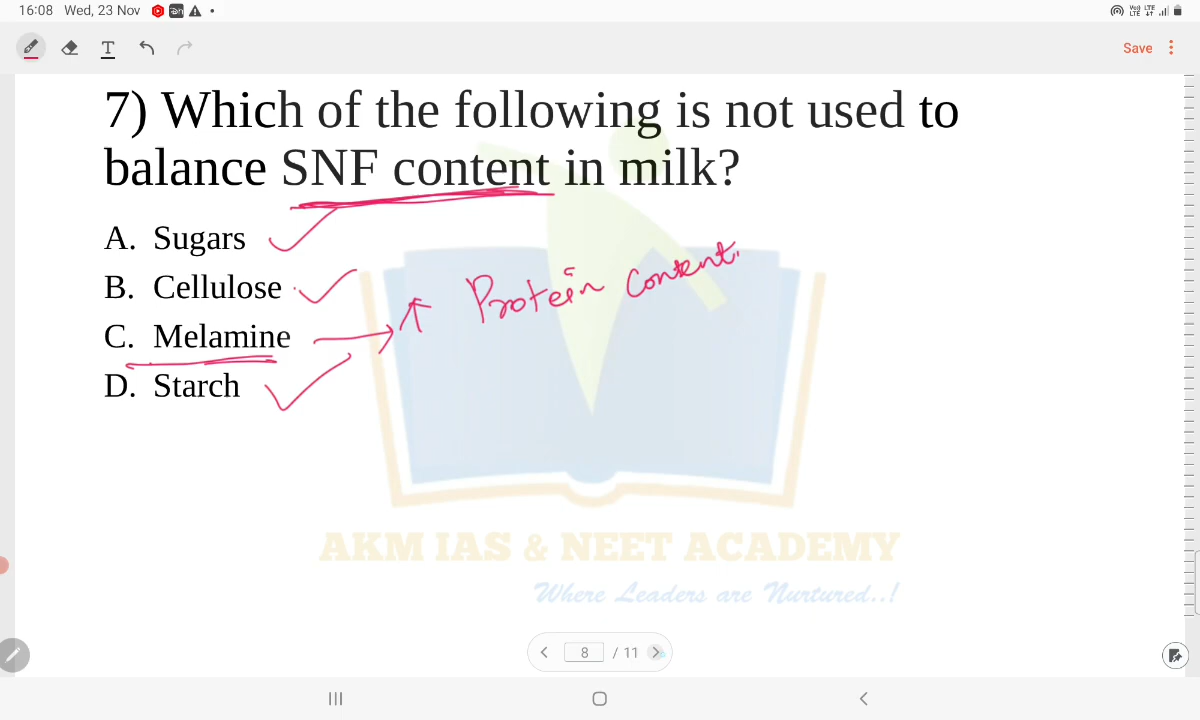 16:08 Wed, 23 Nov
Save
7) Which of the following is not used to
balance SNF content in milk?
A. Sugars
B. Cellulose
C. Melamine
D. Starch
↑ Protein content.
AKM IAS & NEET ACADEMY
Where Leaders are Nurtured..!
8 / 11